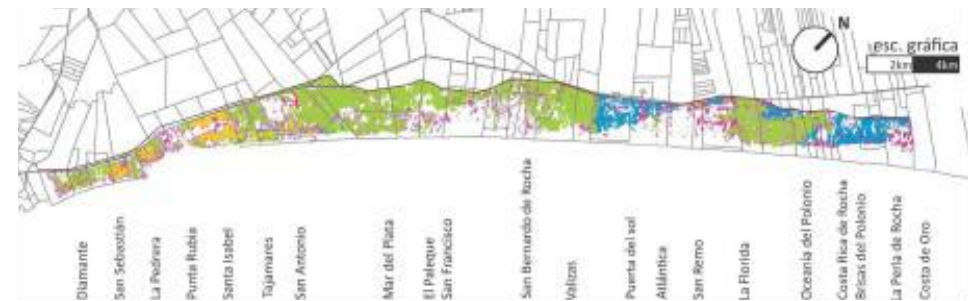 N
esc. gráfica
2km 4km
Diamante
San Sebastián
La Pedrera
Punta Rubia
Santa Isabel
Tajamares
San Antonio
Mar del Plata
El Paleque
San Francisco
San Bernardo de Rocha
Valizas
Puerta del sol
Atlántica
San Remo
La Florida
Oceanía del Polonio
Costa Rica de Rocha
Brisas del Polonio
La Perla de Rocha
Costa de Oro